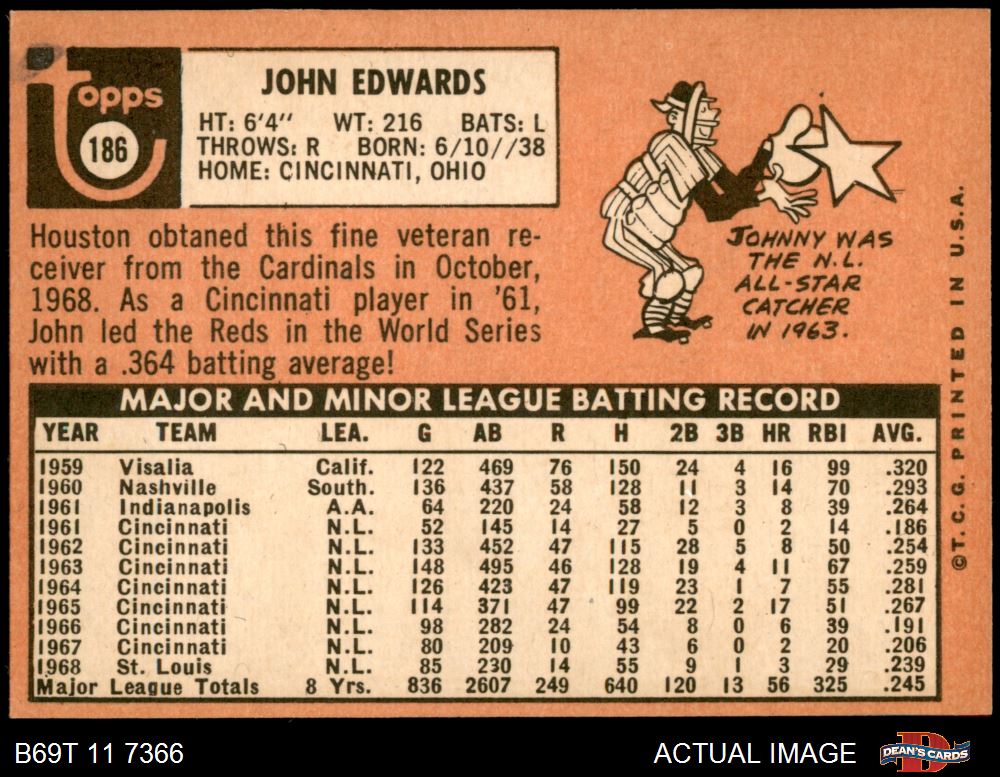 topps
186
JOHN EDWARDS
HT: 6'4" WT: 216 BATS: L
THROWS: R BORN: 6/10//38
HOME: CINCINNATI, OHIO
Houston obtaned this fine veteran re-
ceiver from the Cardinals in October,
1968. As a Cincinnati player in '61,
John led the Reds in the World Series
with a .364 batting average!
JOHNNY WAS
THE N.L.
ALL-STAR
CATCHER
IN 1963.
MAJOR AND MINOR LEAGUE BATTING RECORD
YEAR TEAM LEA. G AB R H 2B 3B HR RBI AVG.
1959 Visalia Calif. 122 469 76 150 24 4 16 99 .320
1960 Nashville South. 136 437 58 128 11 3 14 70 .293
1961 Indianapolis A.A. 64 220 24 58 12 3 8 39 .264
1961 Cincinnati N.L. 52 145 14 27 5 0 2 14 .186
1962 Cincinnati N.L. 133 452 47 115 28 5 8 50 .254
1963 Cincinnati N.L. 148 495 46 128 19 4 11 67 .259
1964 Cincinnati N.L. 126 423 47 119 23 1 7 55 .281
1965 Cincinnati N.L. 114 371 47 99 22 2 17 51 .267
1966 Cincinnati N.L. 98 282 24 54 8 0 6 39 .191
1967 Cincinnati N.L. 80 209 10 43 6 0 2 20 .206
1968 St. Louis N.L. 85 230 14 55 9 1 3 29 .239
Major League Totals 8 Yrs. 836 2607 249 640 120 13 56 325 .245
©T. C. G. PRINTED IN U.S.A.
B69T 11 7366 ACTUAL IMAGE
DEAN'S CARDS